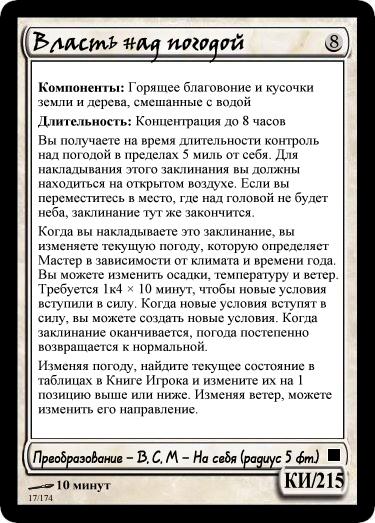 Власть над погодой
8
Компоненты: Горящее благовоние и кусочки
земли и дерева, смешанные с водой
Длительность: Концентрация до 8 часов
Вы получаете на время длительности контроль
над погодой в пределах 5 миль от себя. Для
накладывания этого заклинания вы должны
находиться на открытом воздухе. Если вы
переместитесь в место, где над головой не будет
неба, заклинание тут же закончится.
Когда вы накладываете это заклинание, вы
изменяете текущую погоду, которую определяет
Мастер в зависимости от климата и времени года.
Вы можете изменить осадки, температуру и ветер.
Требуется 1к4 × 10 минут, чтобы новые условия
вступили в силу. Когда новые условия вступят в
силу, вы можете создать новые условия. Когда
заклинание оканчивается, погода постепенно
возвращается к нормальной.
Изменяя погоду, найдите текущее состояние в
таблицах в Книге Игрока и измените их на 1
позицию выше или ниже. Изменяя ветер, можете
изменить его направление.
Преобразование – В, С, М – На себя (радиус 5 фт.)
КИ/215
10 минут
17/174